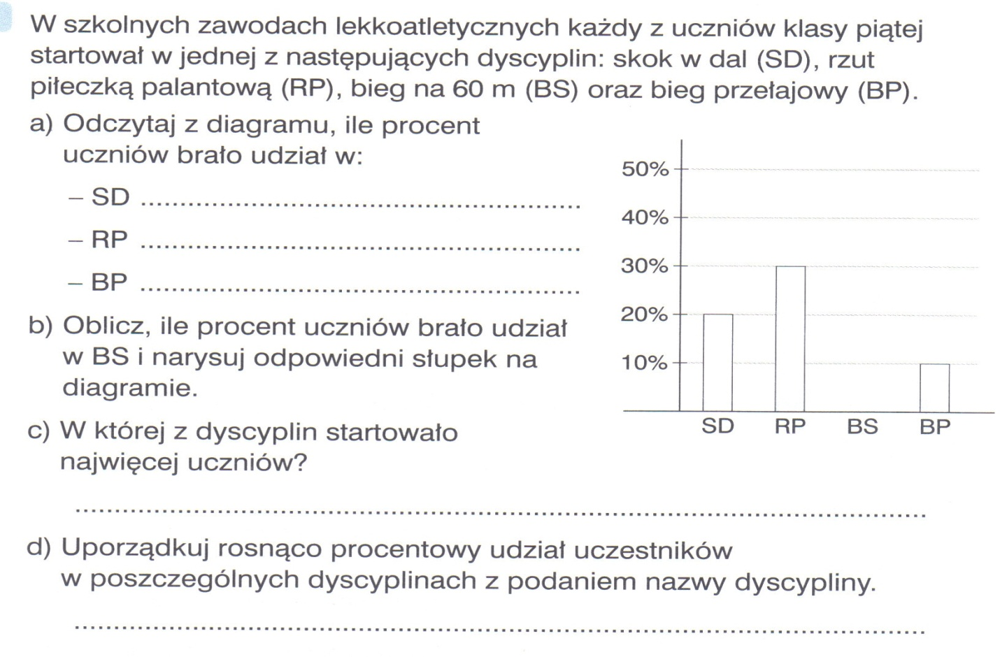 W szkolnych zawodach lekkoatletycznych każdy z uczniów klasy piątej
startował w jednej z następujących dyscyplin: skok w dal (SD), rzut
piłeczką palantową (RP), bieg na 60 m (BS) oraz bieg przełajowy (BP).
a) Odczytaj z diagramu, ile procent
uczniów brało udział w:
– SD ........................................................
– RP ........................................................
– BP ........................................................
b) Oblicz, ile procent uczniów brało udział
w BS i narysuj odpowiedni słupek na
diagramie.
c) W której z dyscyplin startowało
najwięcej uczniów?
................................................................................
d) Uporządkuj rosnąco procentowy udział uczestników
w poszczególnych dyscyplinach z podaniem nazwy dyscypliny.
................................................................................
50%
40%
30%
20%
10%
SD RP BS BP